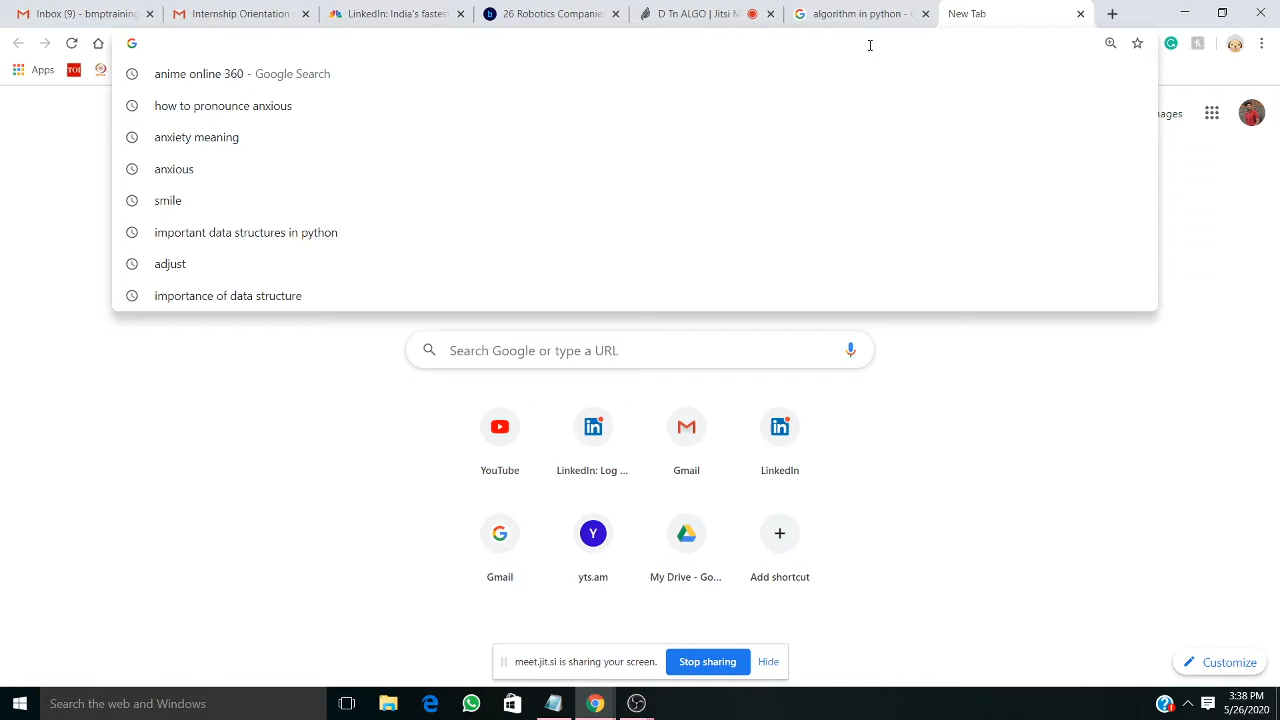 Inbox (9) - bmptraining
Internship Orientation
LinkedIn: India's fastest
26 Robotics Companie
D Tn ALGO | Jitsi M
algorithm in python - G
New Tab
Apps
TOI
anime online 360 - Google Search
how to pronounce anxious
anxiety meaning
anxious
smile
important data structures in python
adjust
importance of data structure
ages
Search Google or type a URL
YouTube
LinkedIn: Log ...
Gmail
LinkedIn
Y
Gmail
yts.am
My Drive - Go...
Add shortcut
meet.jit.si is sharing your screen.
Stop sharing
Hide
Customize
Search the web and Windows
3:38 PM
5/26/2020